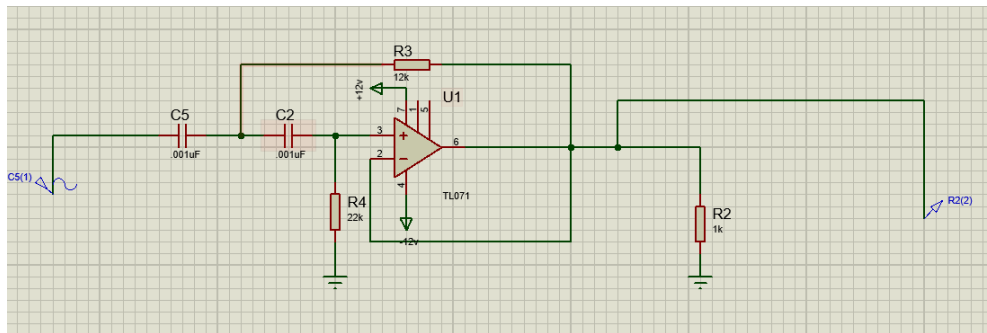 R3
12k
+12v
U1
7
1
5
C5
.001uF
C2
.001uF
3
2
6
4
TL071
C5(1)
R4
22k
-12v
R2
1k
R2(2)